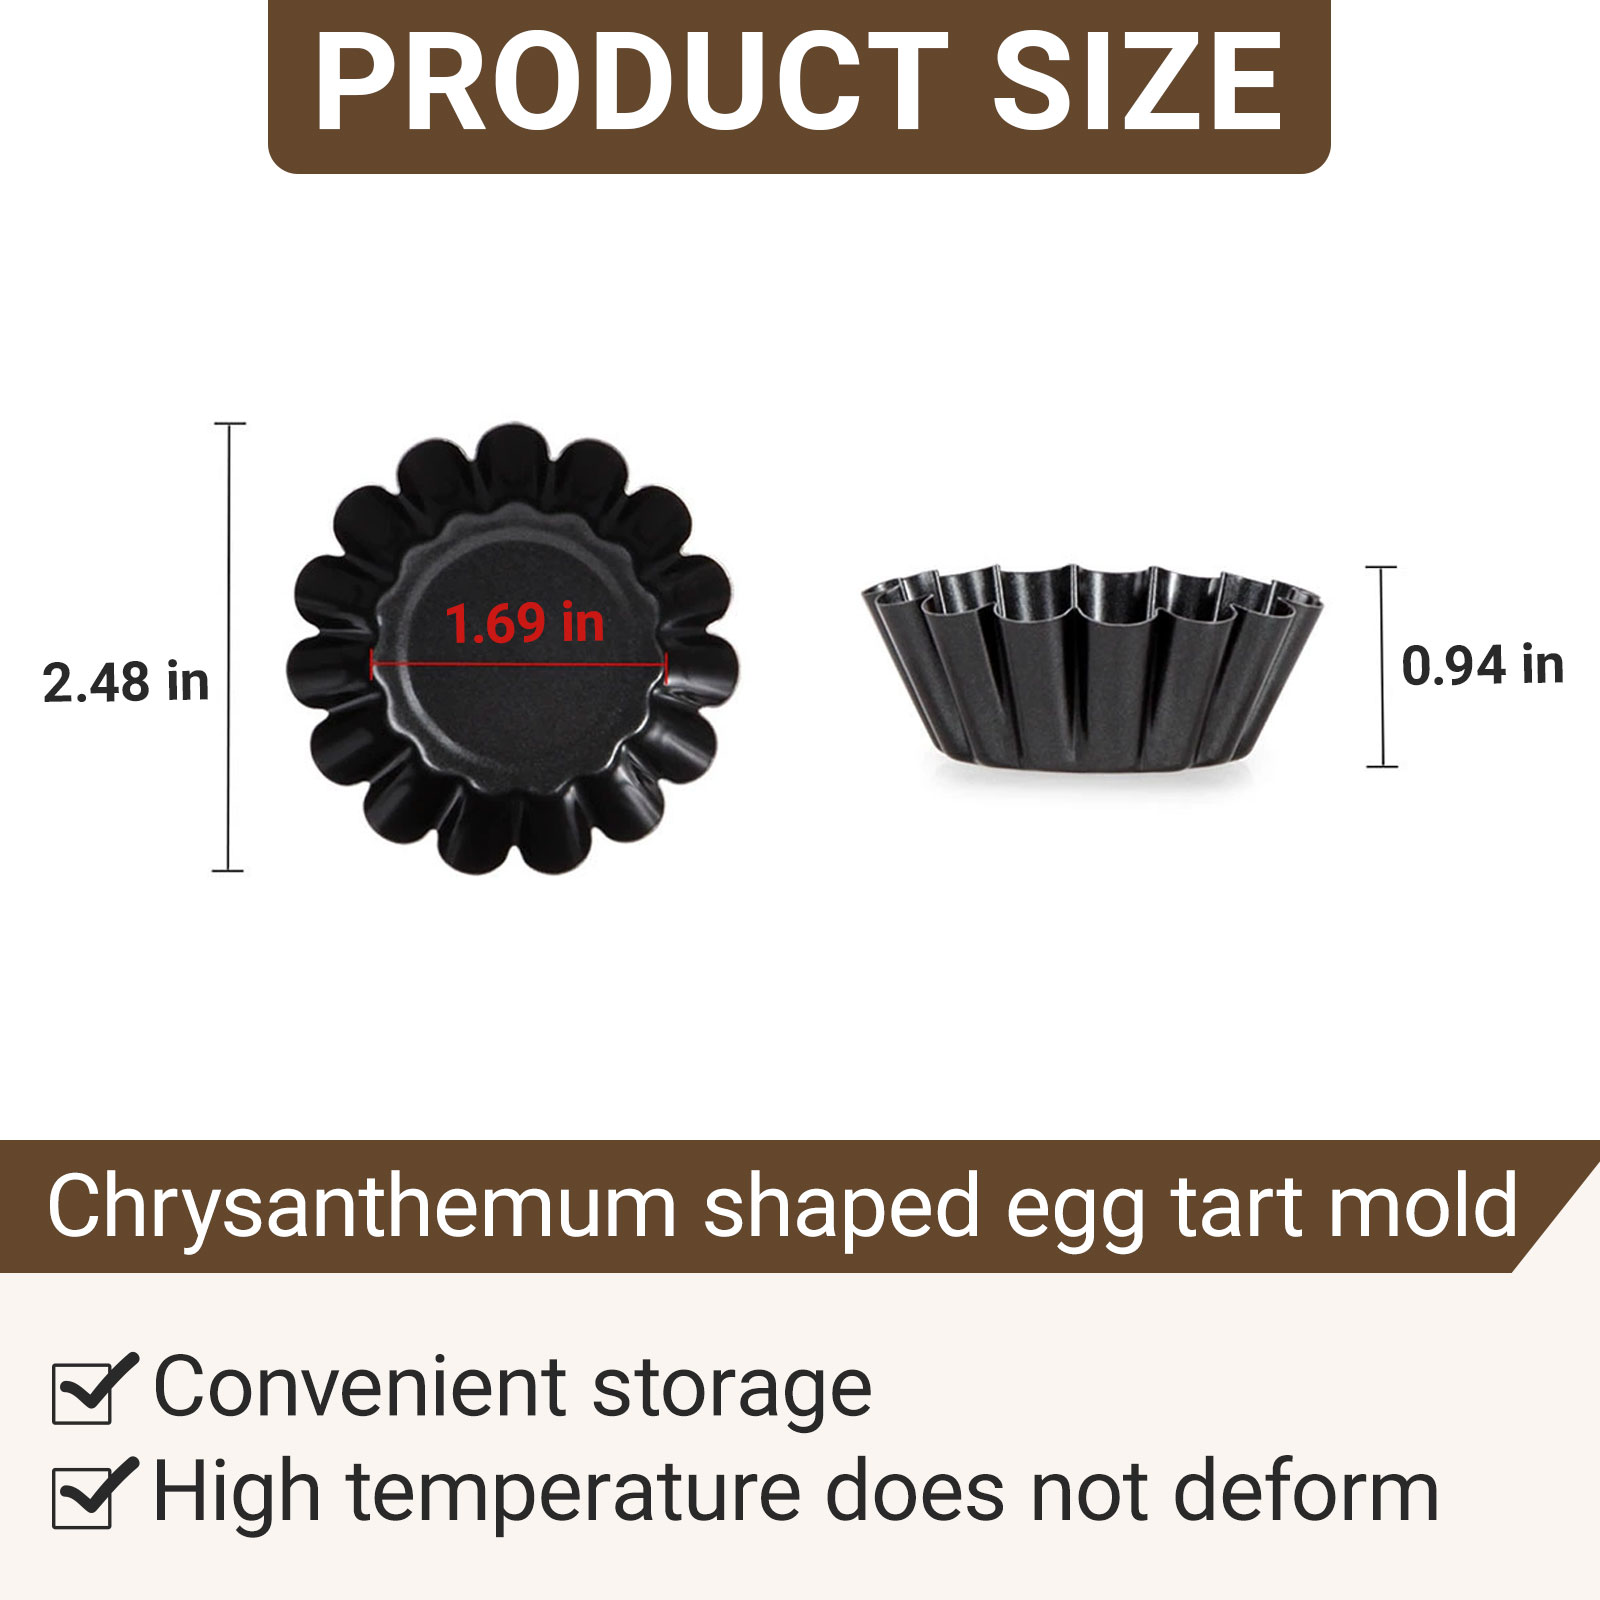 PRODUCT SIZE
2.48 in
1.69 in
0.94 in
Chrysanthemum shaped egg tart mold
Convenient storage
High temperature does not deform